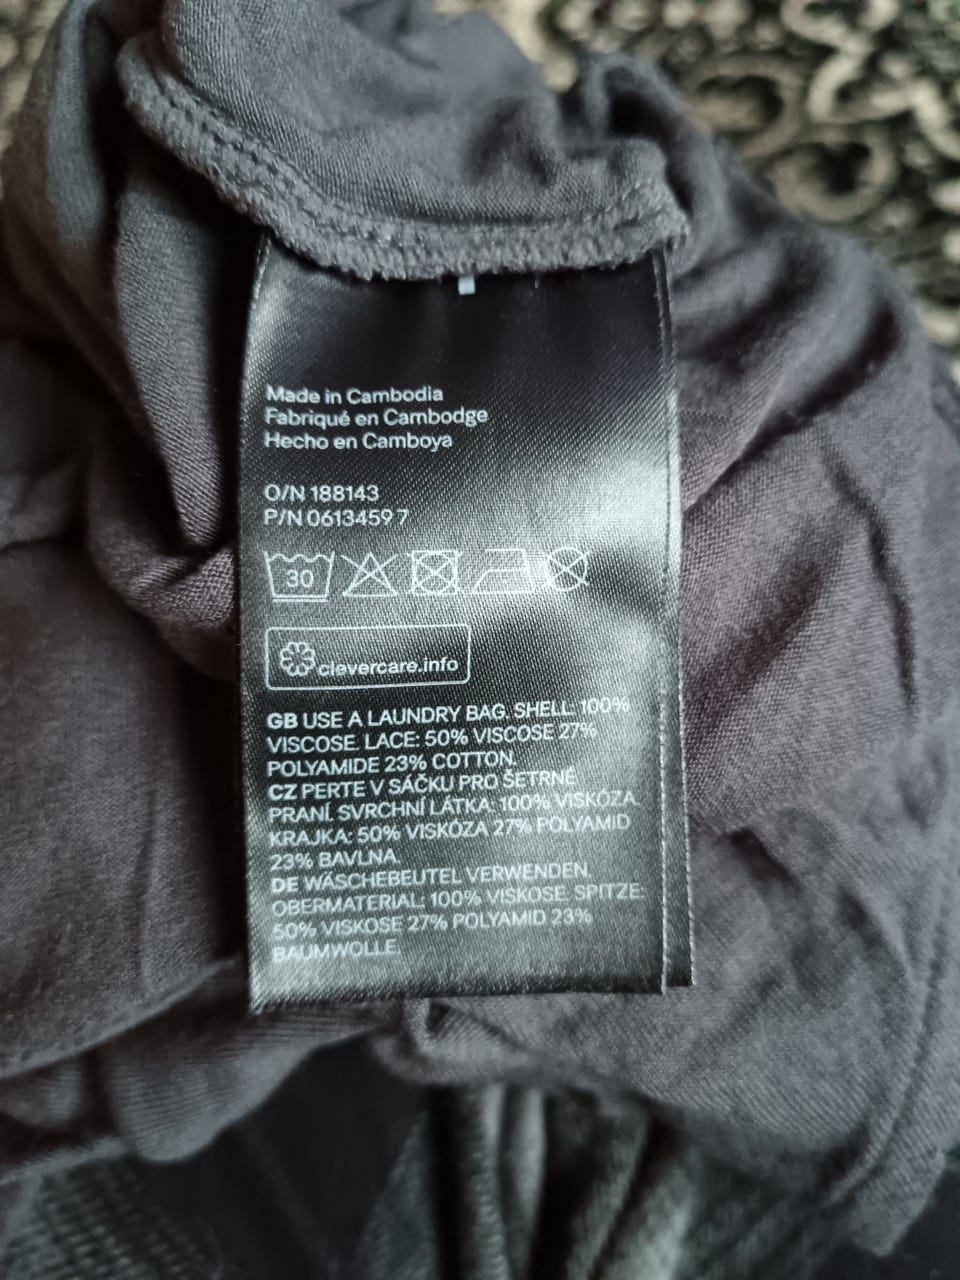 Made in Cambodia
Fabriqué en Cambodge
Hecho en Camboya
O/N 188143
P/N 0613459 7
30
clevercare.info
GB USE A LAUNDRY BAG. SHELL: 100%
VISCOSE. LACE: 50% VISCOSE 27%
POLYAMIDE 23% COTTON.
CZ PERTE V SÁČKU PRO ŠETRNÉ
PRANÍ. SVRCHNÍ LÁTKA: 100% VISKÓZA.
KRAJKA: 50% VISKÓZA 27% POLYAMID
23% BAVLNA.
DE WÄSCHEBEUTEL VERWENDEN.
OBERMATERIAL: 100% VISKOSE. SPITZE:
50% VISKOSE 27% POLYAMID 23%
BAUMWOLLE.